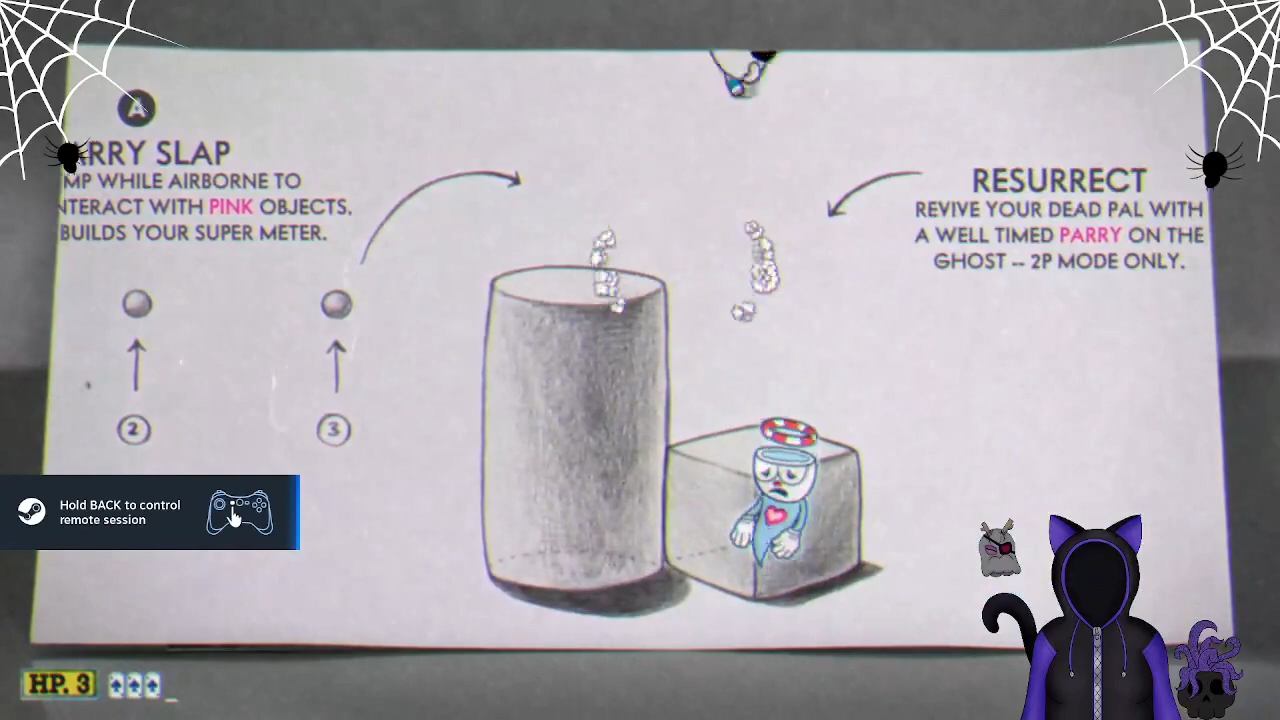 A
ARRY SLAP
MP WHILE AIRBORNE TO
NTERACT WITH PINK OBJECTS.
BUILDS YOUR SUPER METER.
RESURRECT
REVIVE YOUR DEAD PAL WITH
A WELL TIMED PARRY ON THE
GHOST -- 2P MODE ONLY.
2
3
Hold BACK to control
remote session
HP. 3